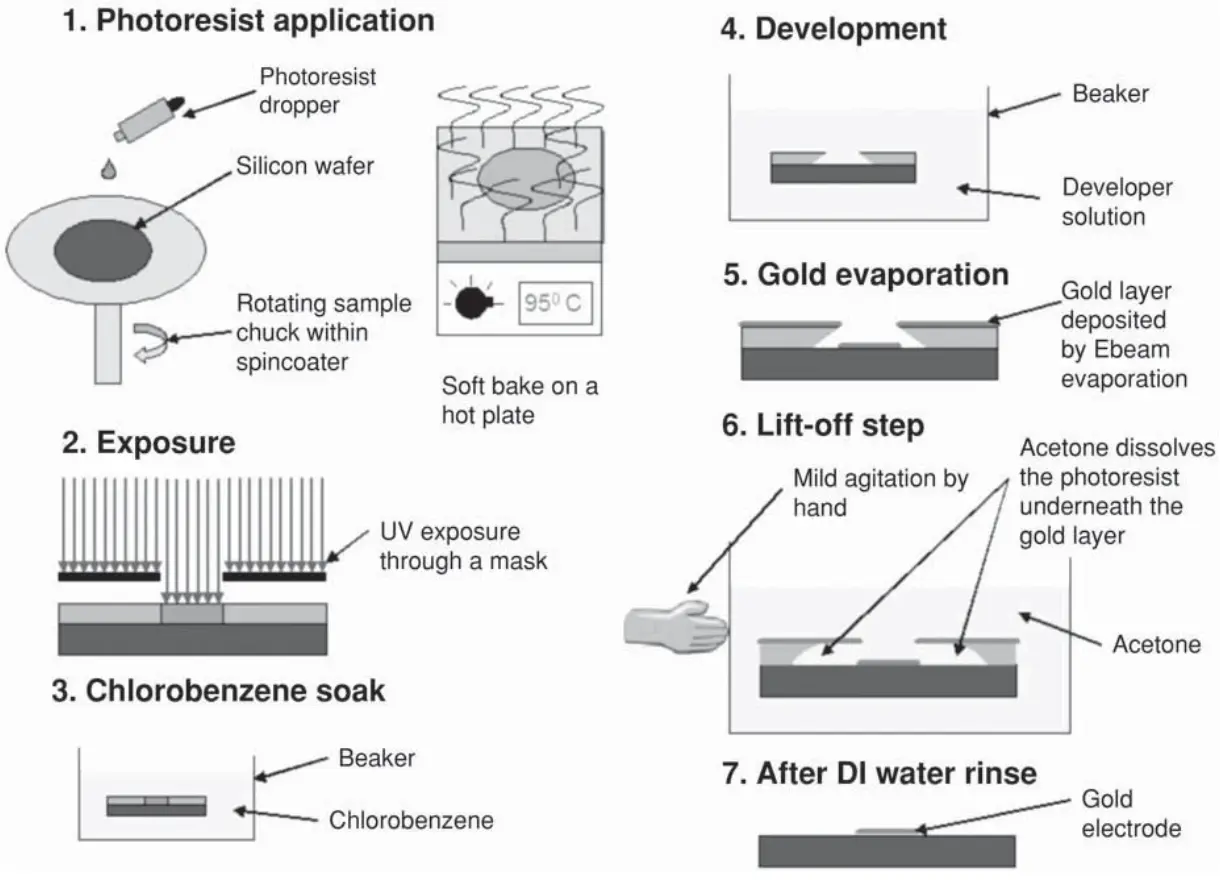 1. Photoresist application
Photoresist
dropper
Silicon wafer
Rotating sample
chuck within
spincoater
95⁰ C
Soft bake on a
hot plate
2. Exposure
UV exposure
through a mask
3. Chlorobenzene soak
Beaker
Chlorobenzene
4. Development
Beaker
Developer
solution
5. Gold evaporation
Gold layer
deposited
by Ebeam
evaporation
6. Lift-off step
Mild agitation by
hand
Acetone dissolves
the photoresist
underneath the
gold layer
Acetone
7. After DI water rinse
Gold
electrode